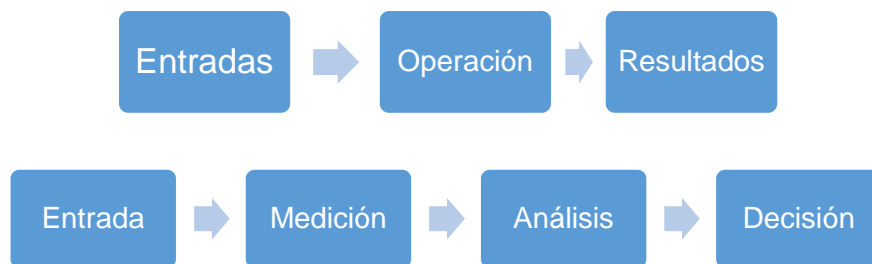 Entradas Operación Resultados
Entrada Medición Análisis Decisión